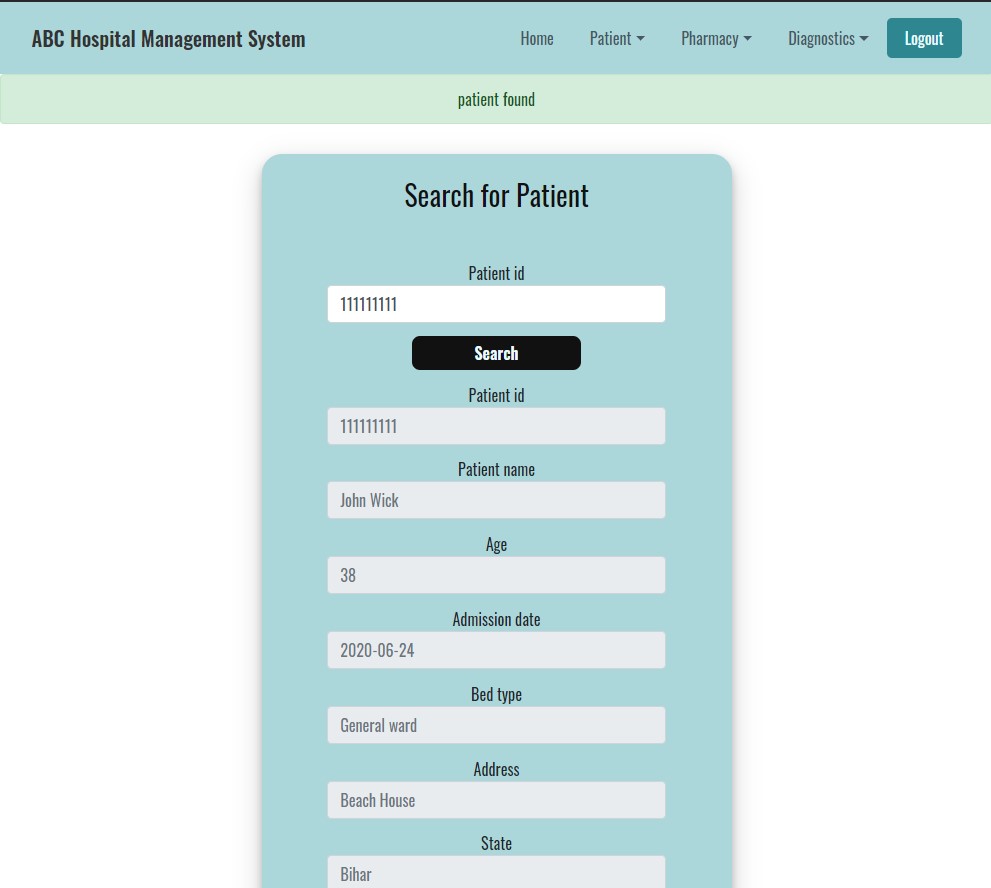 ABC Hospital Management System Home Patient Pharmacy Diagnostics Logout
patient found
Search for Patient
Patient id
111111111
Search
Patient id
111111111
Patient name
John Wick
Age
38
Admission date
2020-06-24
Bed type
General ward
Address
Beach House
State
Bihar